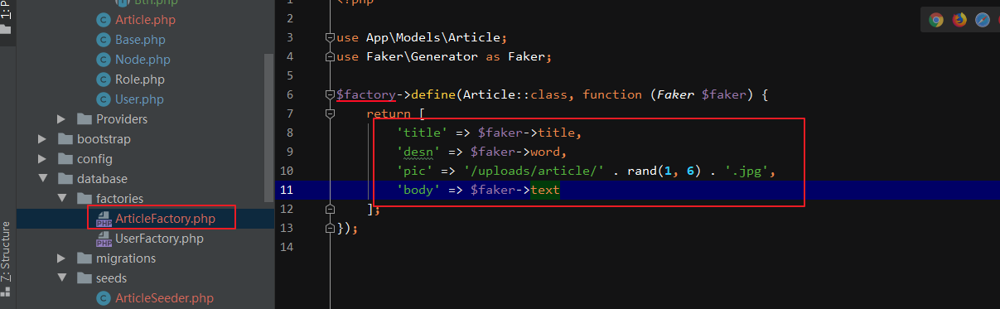 1: P
Btn.php
Article.php
Base.php
Node.php
Role.php
User.php
Providers
bootstrap
config
database
factories
ArticleFactory.php
UserFactory.php
migrations
seeds
ArticleSeeder.php
Z: Structure
1 <?php
2
3 use App\Models\Article;
4 use Faker\Generator as Faker;
5
6 $factory->define(Article::class, function (Faker $faker) {
7 return [
8 'title' => $faker->title,
9 'desn' => $faker->word,
10 'pic' => '/uploads/article/' . rand(1, 6) . '.jpg',
11 'body' => $faker->text
12 ];
13 });
14